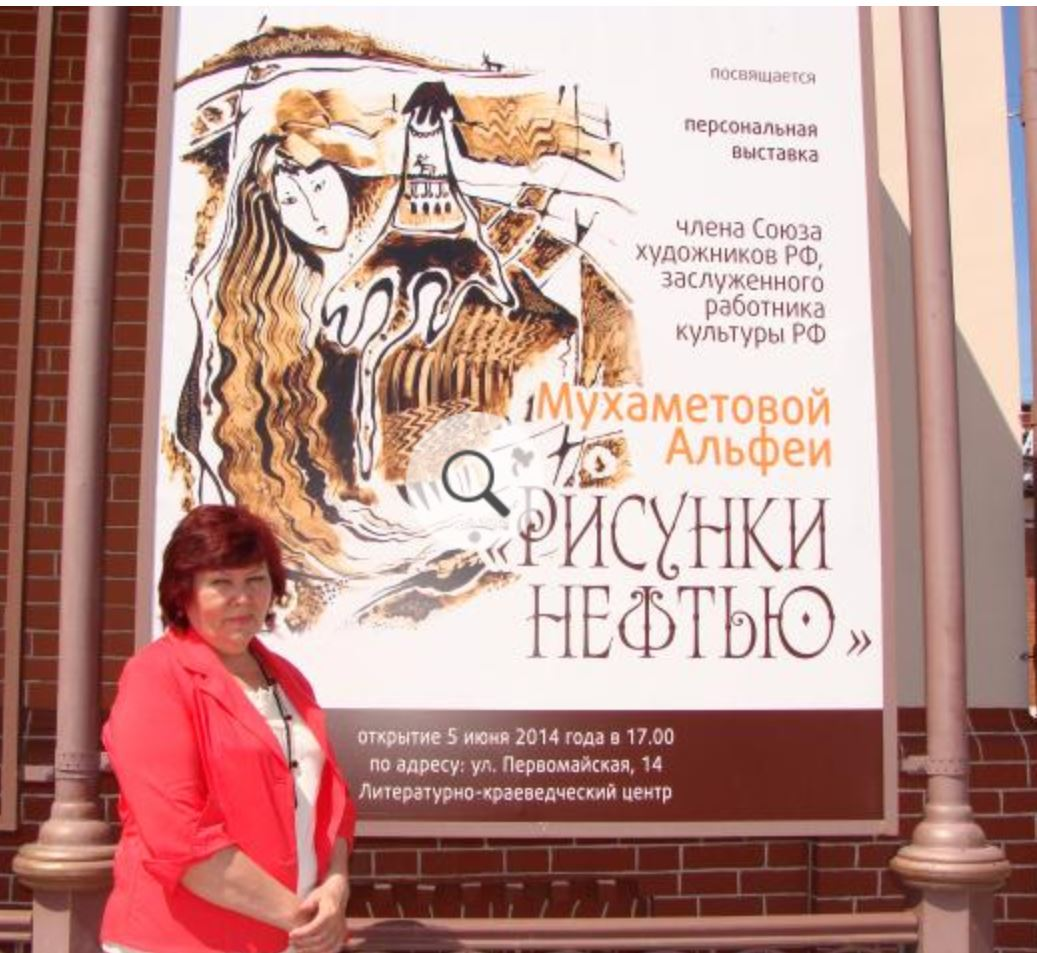 посвящается
персональная
выставка
члена Союза
художников РФ,
заслуженного
работника
культуры РФ
Мухаметовой
Альфеи
«РИСУНКИ
НЕФТЬЮ»
открытие 5 июня 2014 года в 17.00
по адресу: ул. Первомайская, 14
Литературно-краеведческий центр